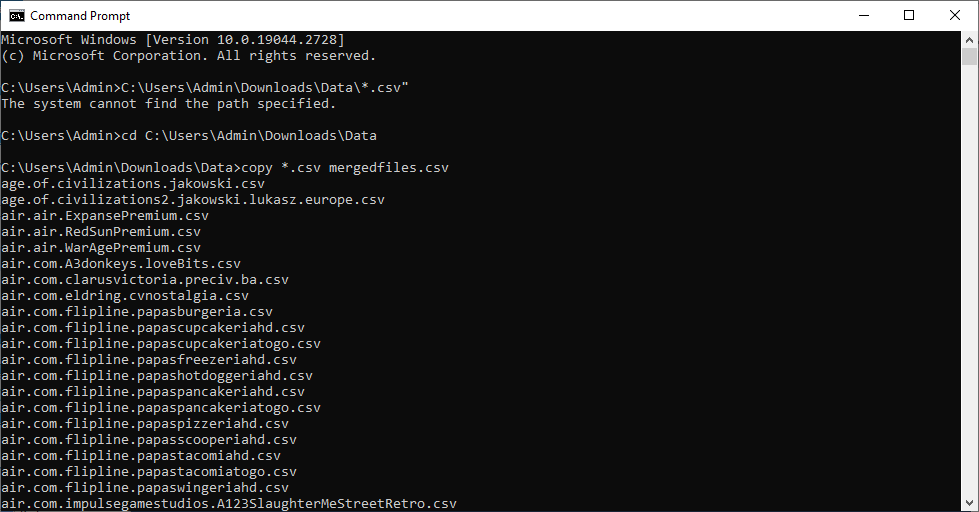 Command Prompt
Microsoft Windows [Version 10.0.19044.2728]
(c) Microsoft Corporation. All rights reserved.
C:\Users\Admin>C:\Users\Admin\Downloads\Data\*.csv"
The system cannot find the path specified.
C:\Users\Admin>cd C:\Users\Admin\Downloads\Data
C:\Users\Admin\Downloads\Data>copy *.csv mergedfiles.csv
age.of.civilizations.jakowski.csv
age.of.civilizations2.jakowski.lukasz.europe.csv
air.air.ExpansePremium.csv
air.air.RedSunPremium.csv
air.air.WarAgePremium.csv
air.com.A3donkeys.loveBits.csv
air.com.clarusvictoria.preciv.ba.csv
air.com.eldring.cvnostalgia.csv
air.com.flipline.papasburgeria.csv
air.com.flipline.papascupcakeriahd.csv
air.com.flipline.papascupcakeriatogo.csv
air.com.flipline.papasfreezeriahd.csv
air.com.flipline.papashotdoggeriahd.csv
air.com.flipline.papaspancakeriahd.csv
air.com.flipline.papaspancakeriatogo.csv
air.com.flipline.papaspizzeriahd.csv
air.com.flipline.papasscooperiahd.csv
air.com.flipline.papastacomiahd.csv
air.com.flipline.papastacomiatogo.csv
air.com.flipline.papaswingeriahd.csv
air.com.impulsegamestudios.A123SlaughterMeStreetRetro.csv